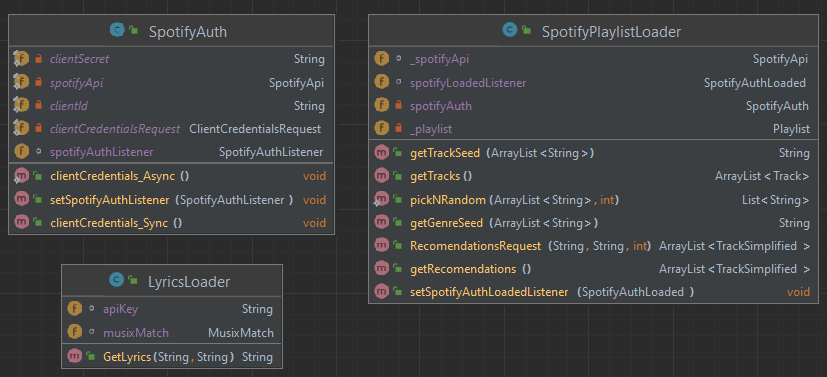 SpotifyAuth
clientSecret String
spotifyApi SpotifyApi
clientId String
clientCredentialsRequest ClientCredentialsRequest
spotifyAuthListener SpotifyAuthListener
clientCredentials_Async () void
setSpotifyAuthListener (SpotifyAuthListener ) void
clientCredentials_Sync () void
SpotifyPlaylistLoader
_spotifyApi SpotifyApi
spotifyLoadedListener SpotifyAuthLoaded
spotifyAuth SpotifyAuth
_playlist Playlist
getTrackSeed (ArrayList <String >) String
getTracks () ArrayList <Track>
pickNRandom (ArrayList <String>, int) List< String>
getGenreSeed (ArrayList <String>) String
RecomendationsRequest (String, String, int) ArrayList <TrackSimplified >
getRecomendations () ArrayList <TrackSimplified >
setSpotifyAuthLoadedListener (SpotifyAuthLoaded ) void
LyricsLoader
apiKey String
musixMatch MusixMatch
GetLyrics (String, String) String